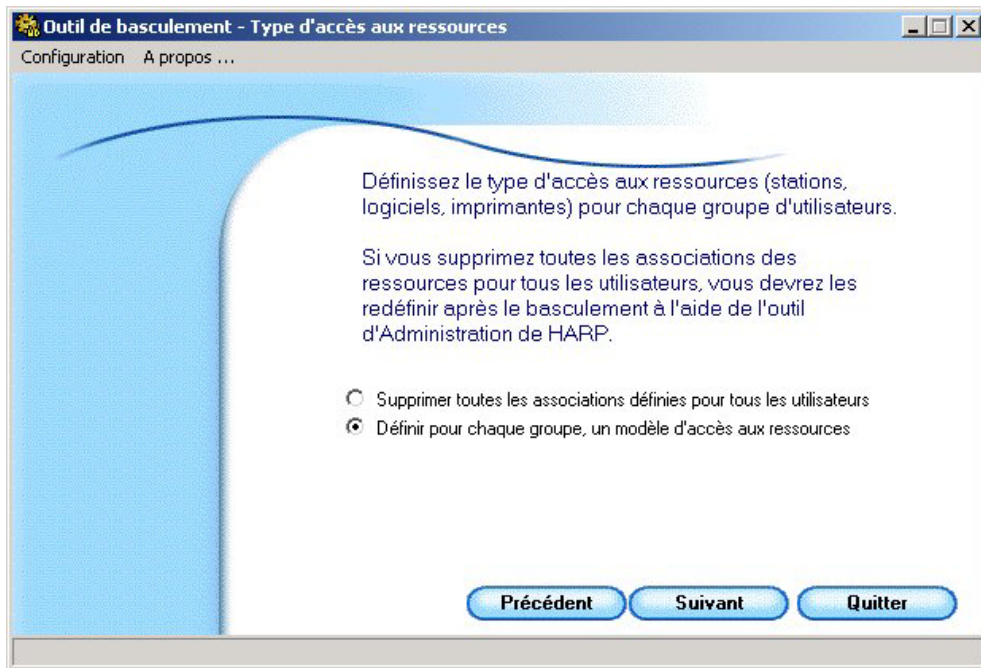 Outil de basculement - Type d'accès aux ressources
Configuration A propos ...
Définissez le type d'accès aux ressources (stations,
logiciels, imprimantes) pour chaque groupe d'utilisateurs.
Si vous supprimez toutes les associations des
ressources pour tous les utilisateurs, vous devrez les
redéfinir après le basculement à l'aide de l'outil
d'Administration de HARP.
Supprimer toutes les associations définies pour tous les utilisateurs
Définir pour chaque groupe, un modèle d'accès aux ressources
Précédent Suivant Quitter